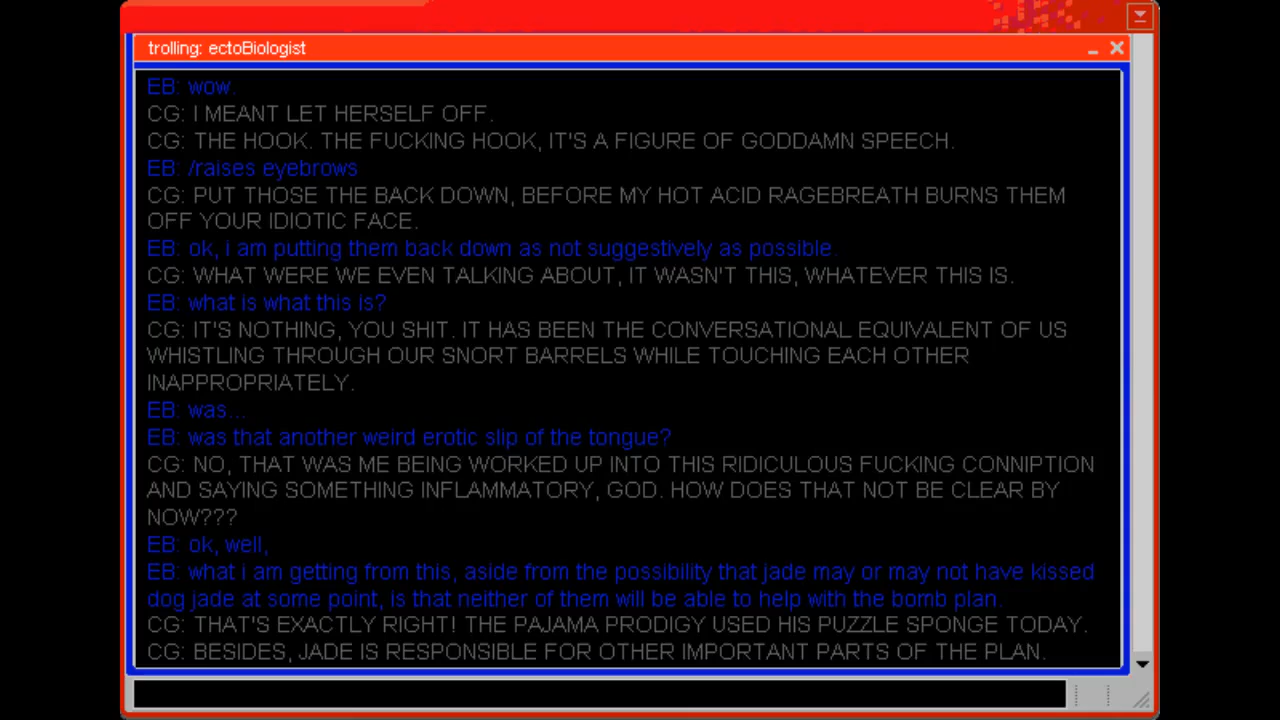 trolling: ectoBiologist
EB: wow.
CG: I MEANT LET HERSELF OFF.
CG: THE HOOK. THE FUCKING HOOK, IT'S A FIGURE OF GODDAMN SPEECH.
EB: /raises eyebrows
CG: PUT THOSE THE BACK DOWN, BEFORE MY HOT ACID RAGEBREATH BURNS THEM
OFF YOUR IDIOTIC FACE.
EB: ok, i am putting them back down as not suggestively as possible.
CG: WHAT WERE WE EVEN TALKING ABOUT, IT WASN'T THIS, WHATEVER THIS IS.
EB: what is what this is?
CG: IT'S NOTHING, YOU SHIT. IT HAS BEEN THE CONVERSATIONAL EQUIVALENT OF US
WHISTLING THROUGH OUR SNORT BARRELS WHILE TOUCHING EACH OTHER
INAPPROPRIATELY.
EB: was...
EB: was that another weird erotic slip of the tongue?
CG: NO, THAT WAS ME BEING WORKED UP INTO THIS RIDICULOUS FUCKING CONNIPTION
AND SAYING SOMETHING INFLAMMATORY, GOD. HOW DOES THAT NOT BE CLEAR BY
NOW???
EB: ok, well,
EB: what i am getting from this, aside from the possibility that jade may or may not have kissed
dog jade at some point, is that neither of them will be able to help with the bomb plan.
CG: THAT'S EXACTLY RIGHT! THE PAJAMA PRODIGY USED HIS PUZZLE SPONGE TODAY.
CG: BESIDES, JADE IS RESPONSIBLE FOR OTHER IMPORTANT PARTS OF THE PLAN.